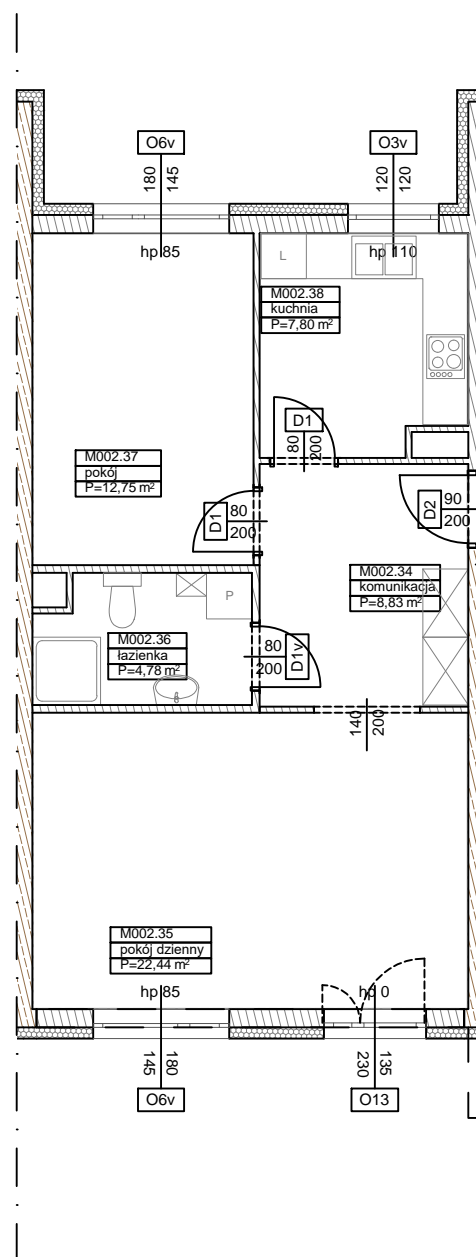 O6v
O3v
180
145
120
120
hp 85
hp 110
L
M002.38
kuchnia
P=7,80 m²
D1
80
200
M002.37
pokój
P=12,75 m²
D1
80
200
D2
90
200
M002.34
komunikacja
P=8,83 m²
P
M002.36
łazienka
P=4,78 m²
80
200
D1v
140
200
M002.35
pokój dzienny
P=22,44 m²
hp 85
hp 0
145
180
230
135
O6v
O13